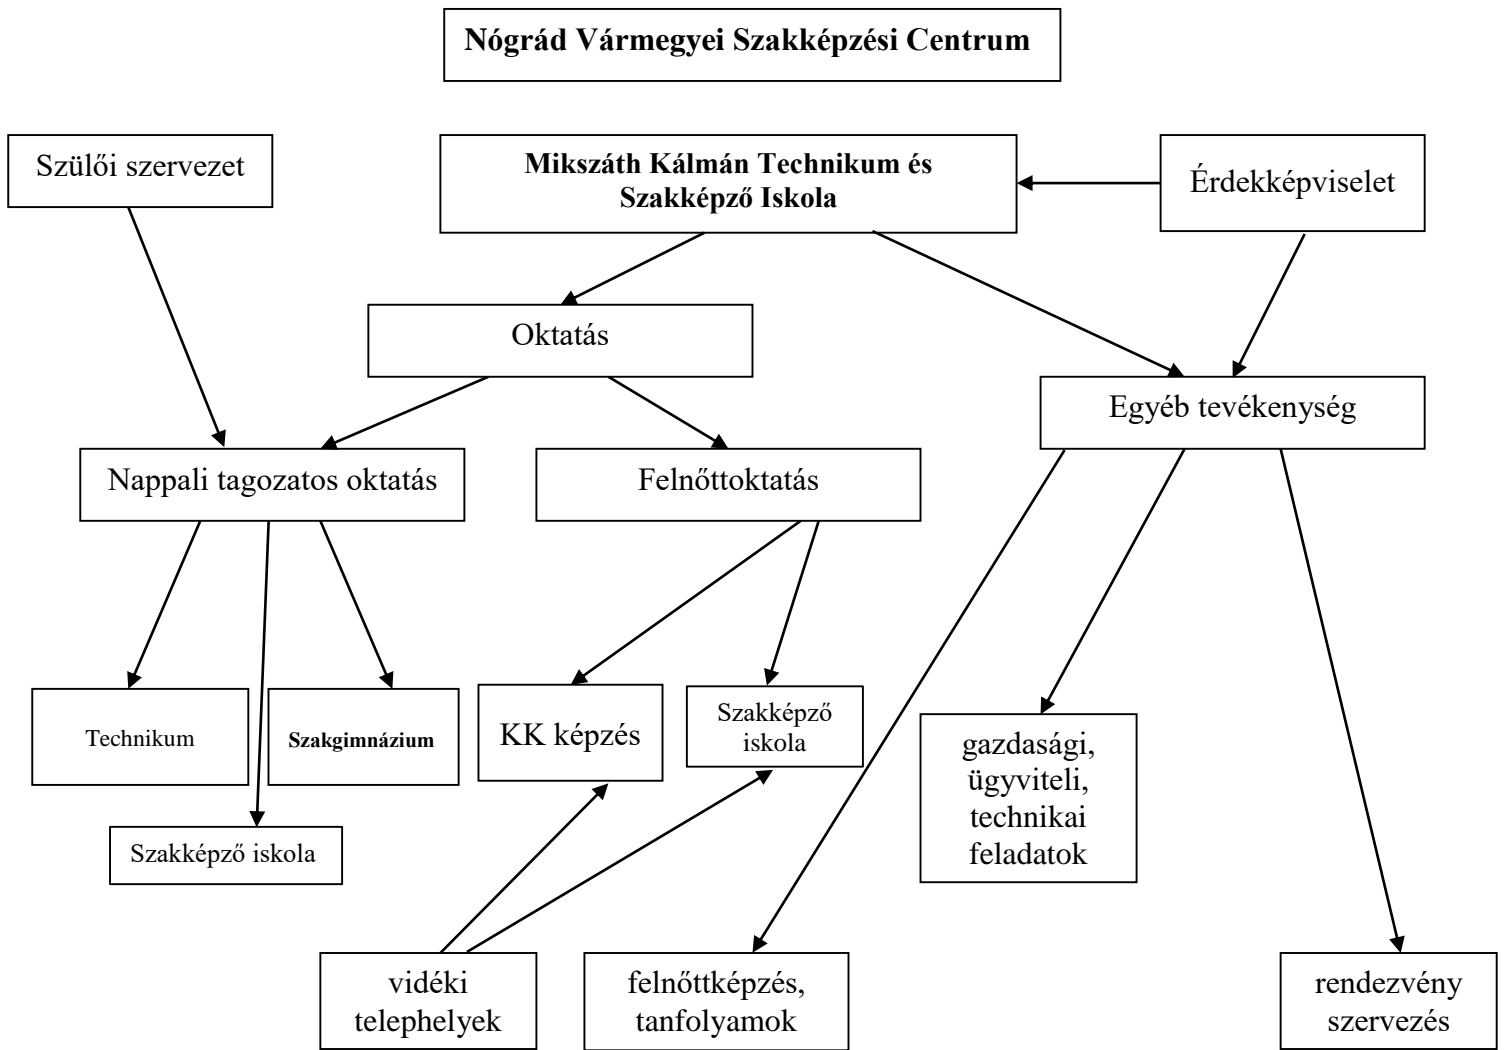 Nógrád Vármegyei Szakképzési Centrum
Szülői szervezet
Mikszáth Kálmán Technikum és
Szakképző Iskola
Érdekképviselet
Oktatás
Egyéb tevékenység
Nappali tagozatos oktatás
Felnőttoktatás
Technikum
Szakgimnázium
KK képzés
Szakképző
iskola
gazdasági,
ügyviteli,
technikai
feladatok
Szakképző iskola
vidéki
telephelyek
felnőttképzés,
tanfolyamok
rendezvény
szervezés